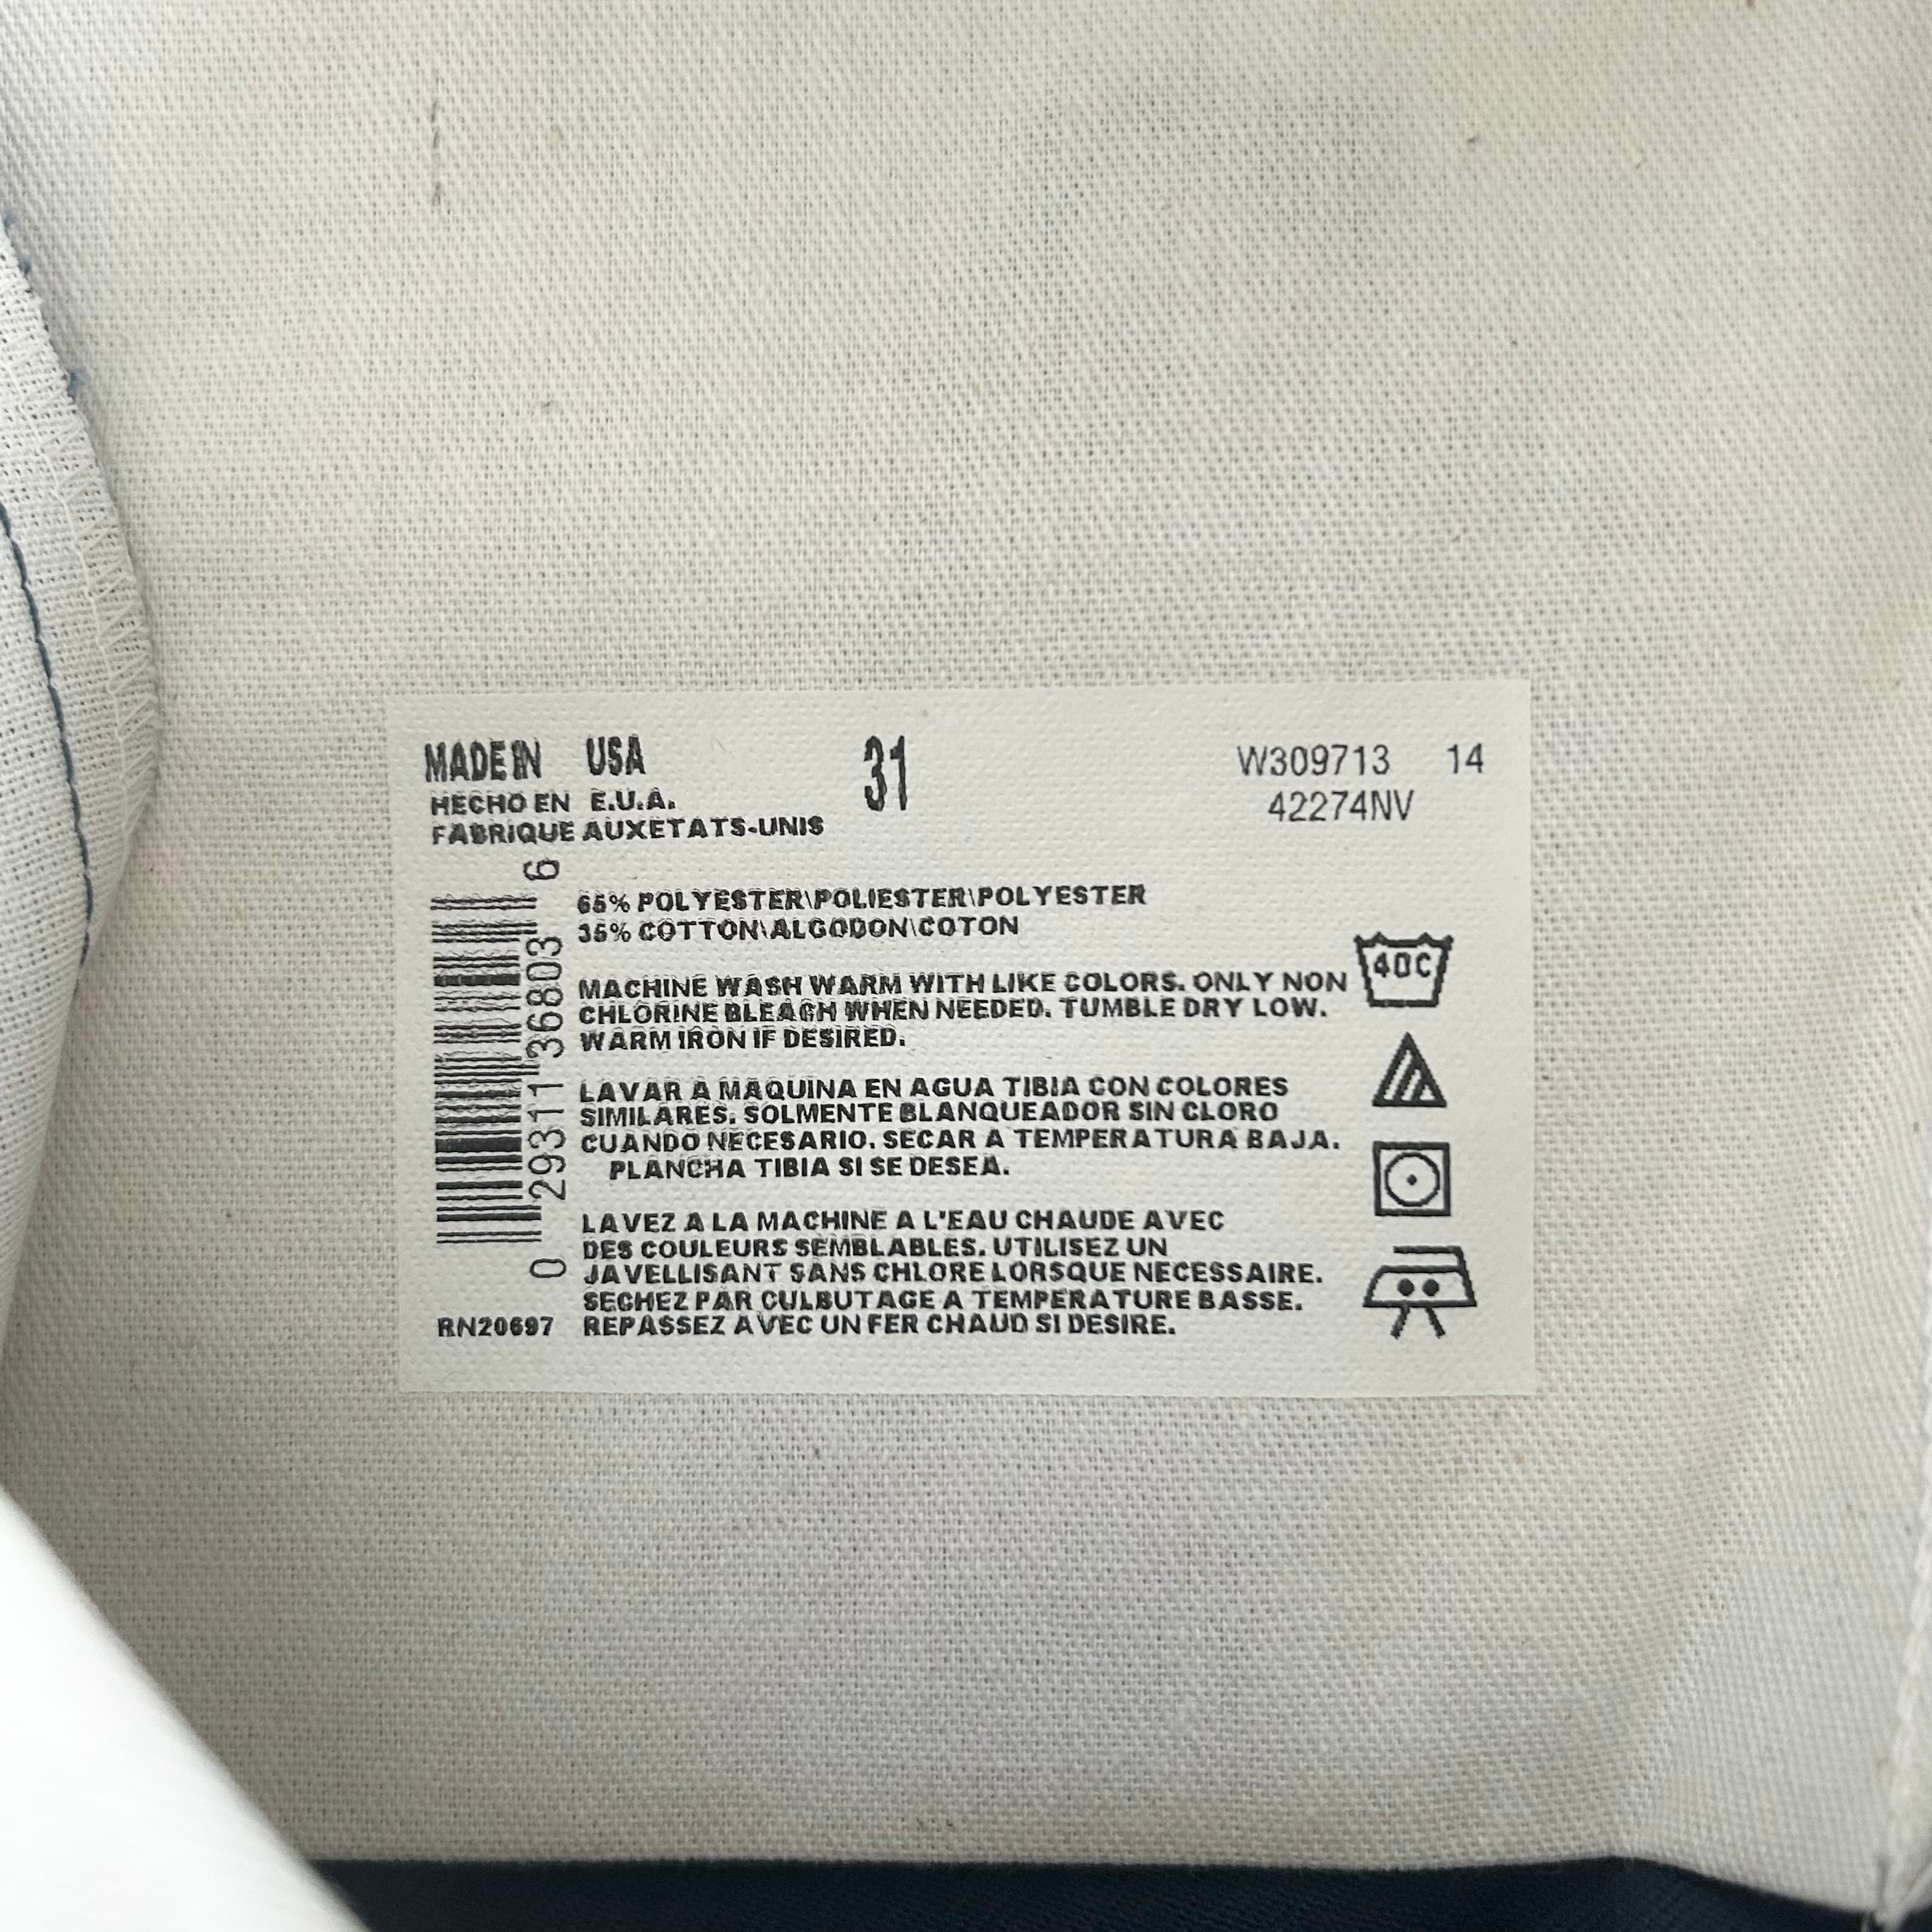 MADE IN USA 31 W309713 14
HECHO EN E.U.A. 42274NV
FABRIQUE AUX ETATS-UNIS
65% POLYESTER\POLIESTER\POLYESTER
35% COTTON\ALGODON\COTON
MACHINE WASH WARM WITH LIKE COLORS. ONLY NON
CHLORINE BLEACH WHEN NEEDED. TUMBLE DRY LOW.
WARM IRON IF DESIRED.
LAVAR A MAQUINA EN AGUA TIBIA CON COLORES
SIMILARES. SOLMENTE BLANQUEADOR SIN CLORO
CUANDO NECESARIO. SECAR A TEMPERATURA BAJA.
PLANCHA TIBIA SI SE DESEA.
LAVEZ A LA MACHINE A L'EAU CHAUDE AVEC
DES COULEURS SEMBLABLES. UTILISEZ UN
JAVELLISANT SANS CHLORE LORSQUE NECESSAIRE.
SECHEZ PAR CULBUTAGE A TEMPERATURE BASSE.
RN20697 REPASSEZ AVEC UN FER CHAUD SI DESIRE.
0 29311 36803 6
40C